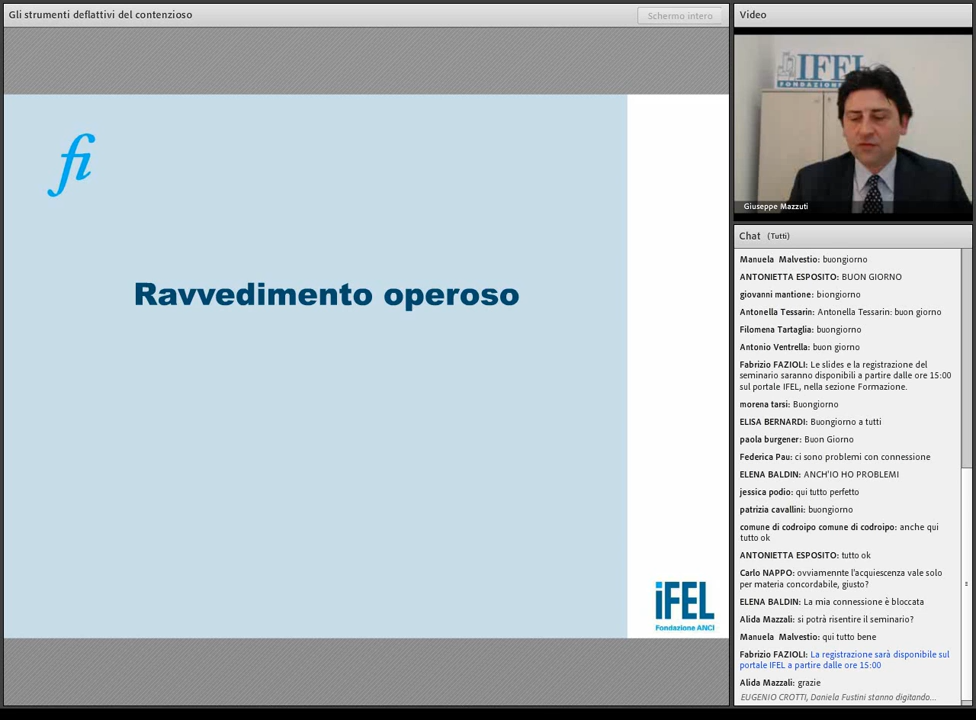 Gli strumenti deflattivi del contenzioso
Schermo intero
Video
fi
Ravvedimento operoso
iFEL
Fondazione ANCI
IFEL
FONDAZIONE
Giuseppe Mazzuti
Chat (Tutti)
Manuela Malvestio: buongiorno
ANTONIETTA ESPOSITO: BUON GIORNO
giovanni mantione: biongiorno
Antonella Tessarin: Antonella Tessarin: buon giorno
Filomena Tartaglia: buongiorno
Antonio Ventrella: buon giorno
Fabrizio FAZIOLI: Le slides e la registrazione del
seminario saranno disponibili a partire dalle ore 15:00
sul portale IFEL, nella sezione Formazione.
morena tarsi: Buongiorno
ELISA BERNARDI: Buongiorno a tutti
paola burgener: Buon Giorno
Federica Pau: ci sono problemi con connessione
ELENA BALDIN: ANCH'IO HO PROBLEMI
jessica podio: qui tutto perfetto
patrizia cavallini: buongiorno
comune di codroipo comune di codroipo: anche qui
tutto ok
ANTONIETTA ESPOSITO: tutto ok
Carlo NAPPO: ovviamennte l'acquiescenza vale solo
per materia concordabile, giusto?
ELENA BALDIN: La mia connessione è bloccata
Alida Mazzali: si potrà risentire il seminario?
Manuela Malvestio: qui tutto bene
Fabrizio FAZIOLI: La registrazione sarà disponibile sul
portale IFEL a partire dalle ore 15:00
Alida Mazzali: grazie
EUGENIO CROTTI, Daniela Fustini stanno digitando...